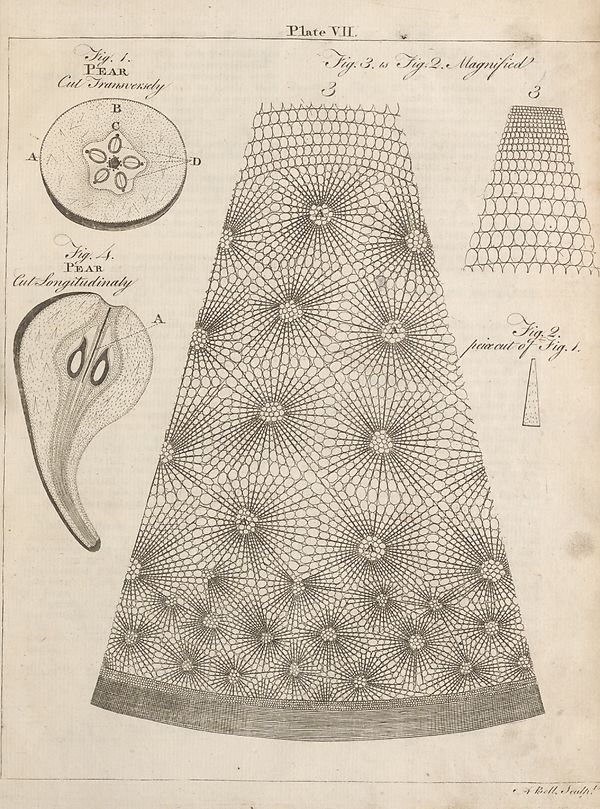 Plate VII.
Fig. 1.
PEAR
Cut Transversely
B
C
A
D
Fig. 4.
PEAR
Cut Longitudinaly
A
Fig. 3. is Fig. 2. Magnified
3
3
A
A
A
A
A
A
A
A
A
Fig. 2.
peice cut of Fig. 1.
A Bell. Sculpt.